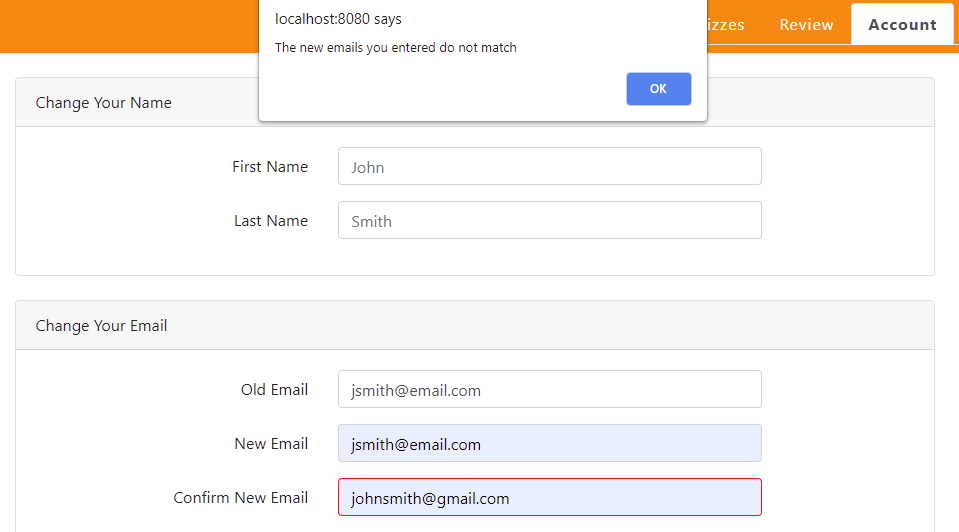 localhost:8080 says
The new emails you entered do not match
OK
Review
Account
Change Your Name
First Name
John
Last Name
Smith
Change Your Email
Old Email
jsmith@email.com
New Email
jsmith@email.com
Confirm New Email
johnsmith@gmail.com